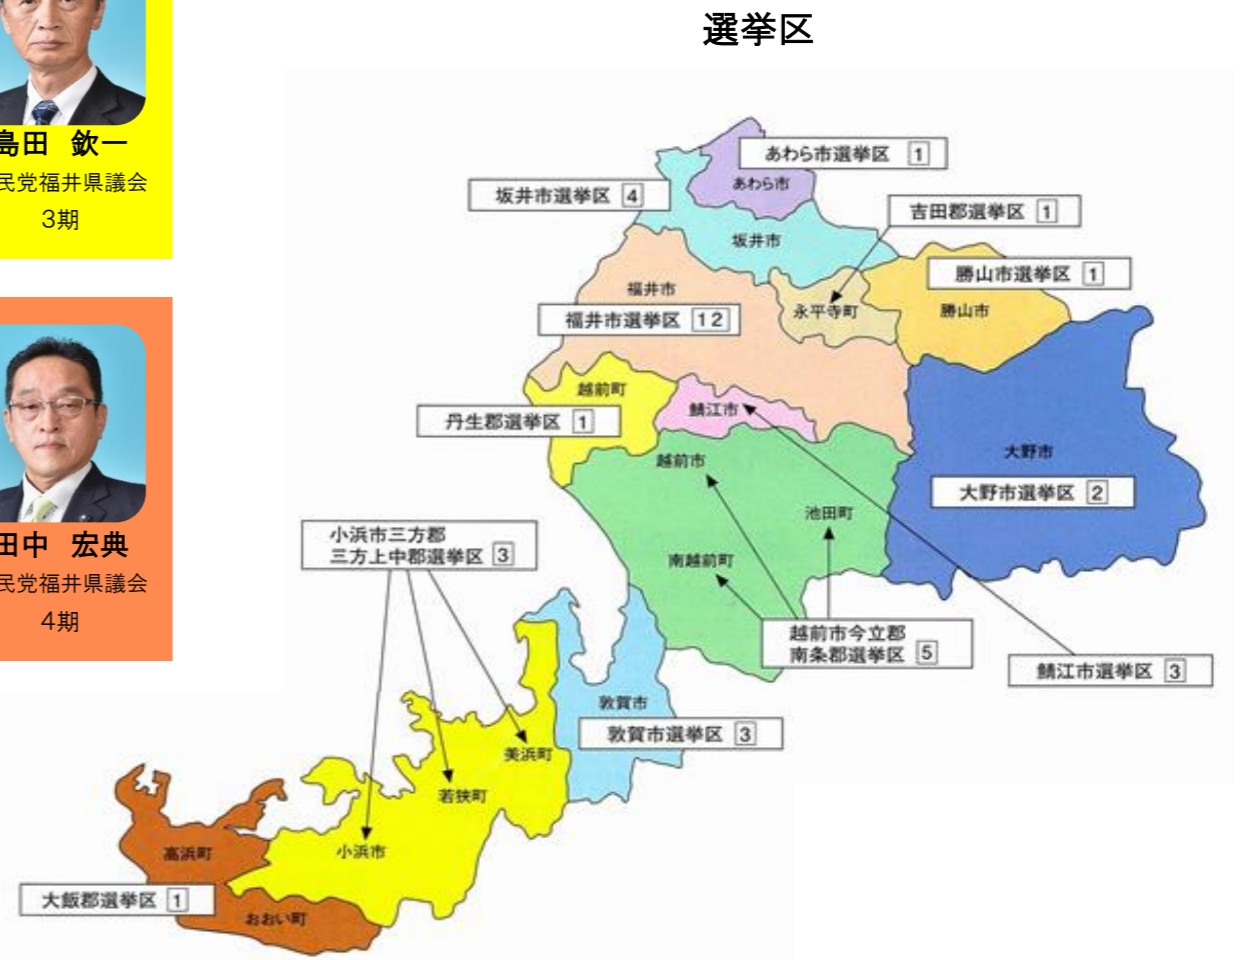 選挙区
島田 欽一
民党福井県議会
3期
田中 宏典
民党福井県議会
4期
あわら市選挙区 1
あわら市
坂井市選挙区 4
坂井市
吉田郡選挙区 1
勝山市選挙区 1
福井市
永平寺町
勝山市
福井市選挙区 12
越前町
鯖江市
丹生郡選挙区 1
大野市
越前市
大野市選挙区 2
池田町
小浜市三方郡
三方上中郡選挙区 3
南越前町
越前市今立郡
南条郡選挙区 5
鯖江市選挙区 3
敦賀市
敦賀市選挙区 3
美浜町
若狭町
小浜市
高浜町
大飯郡選挙区 1
おおい町